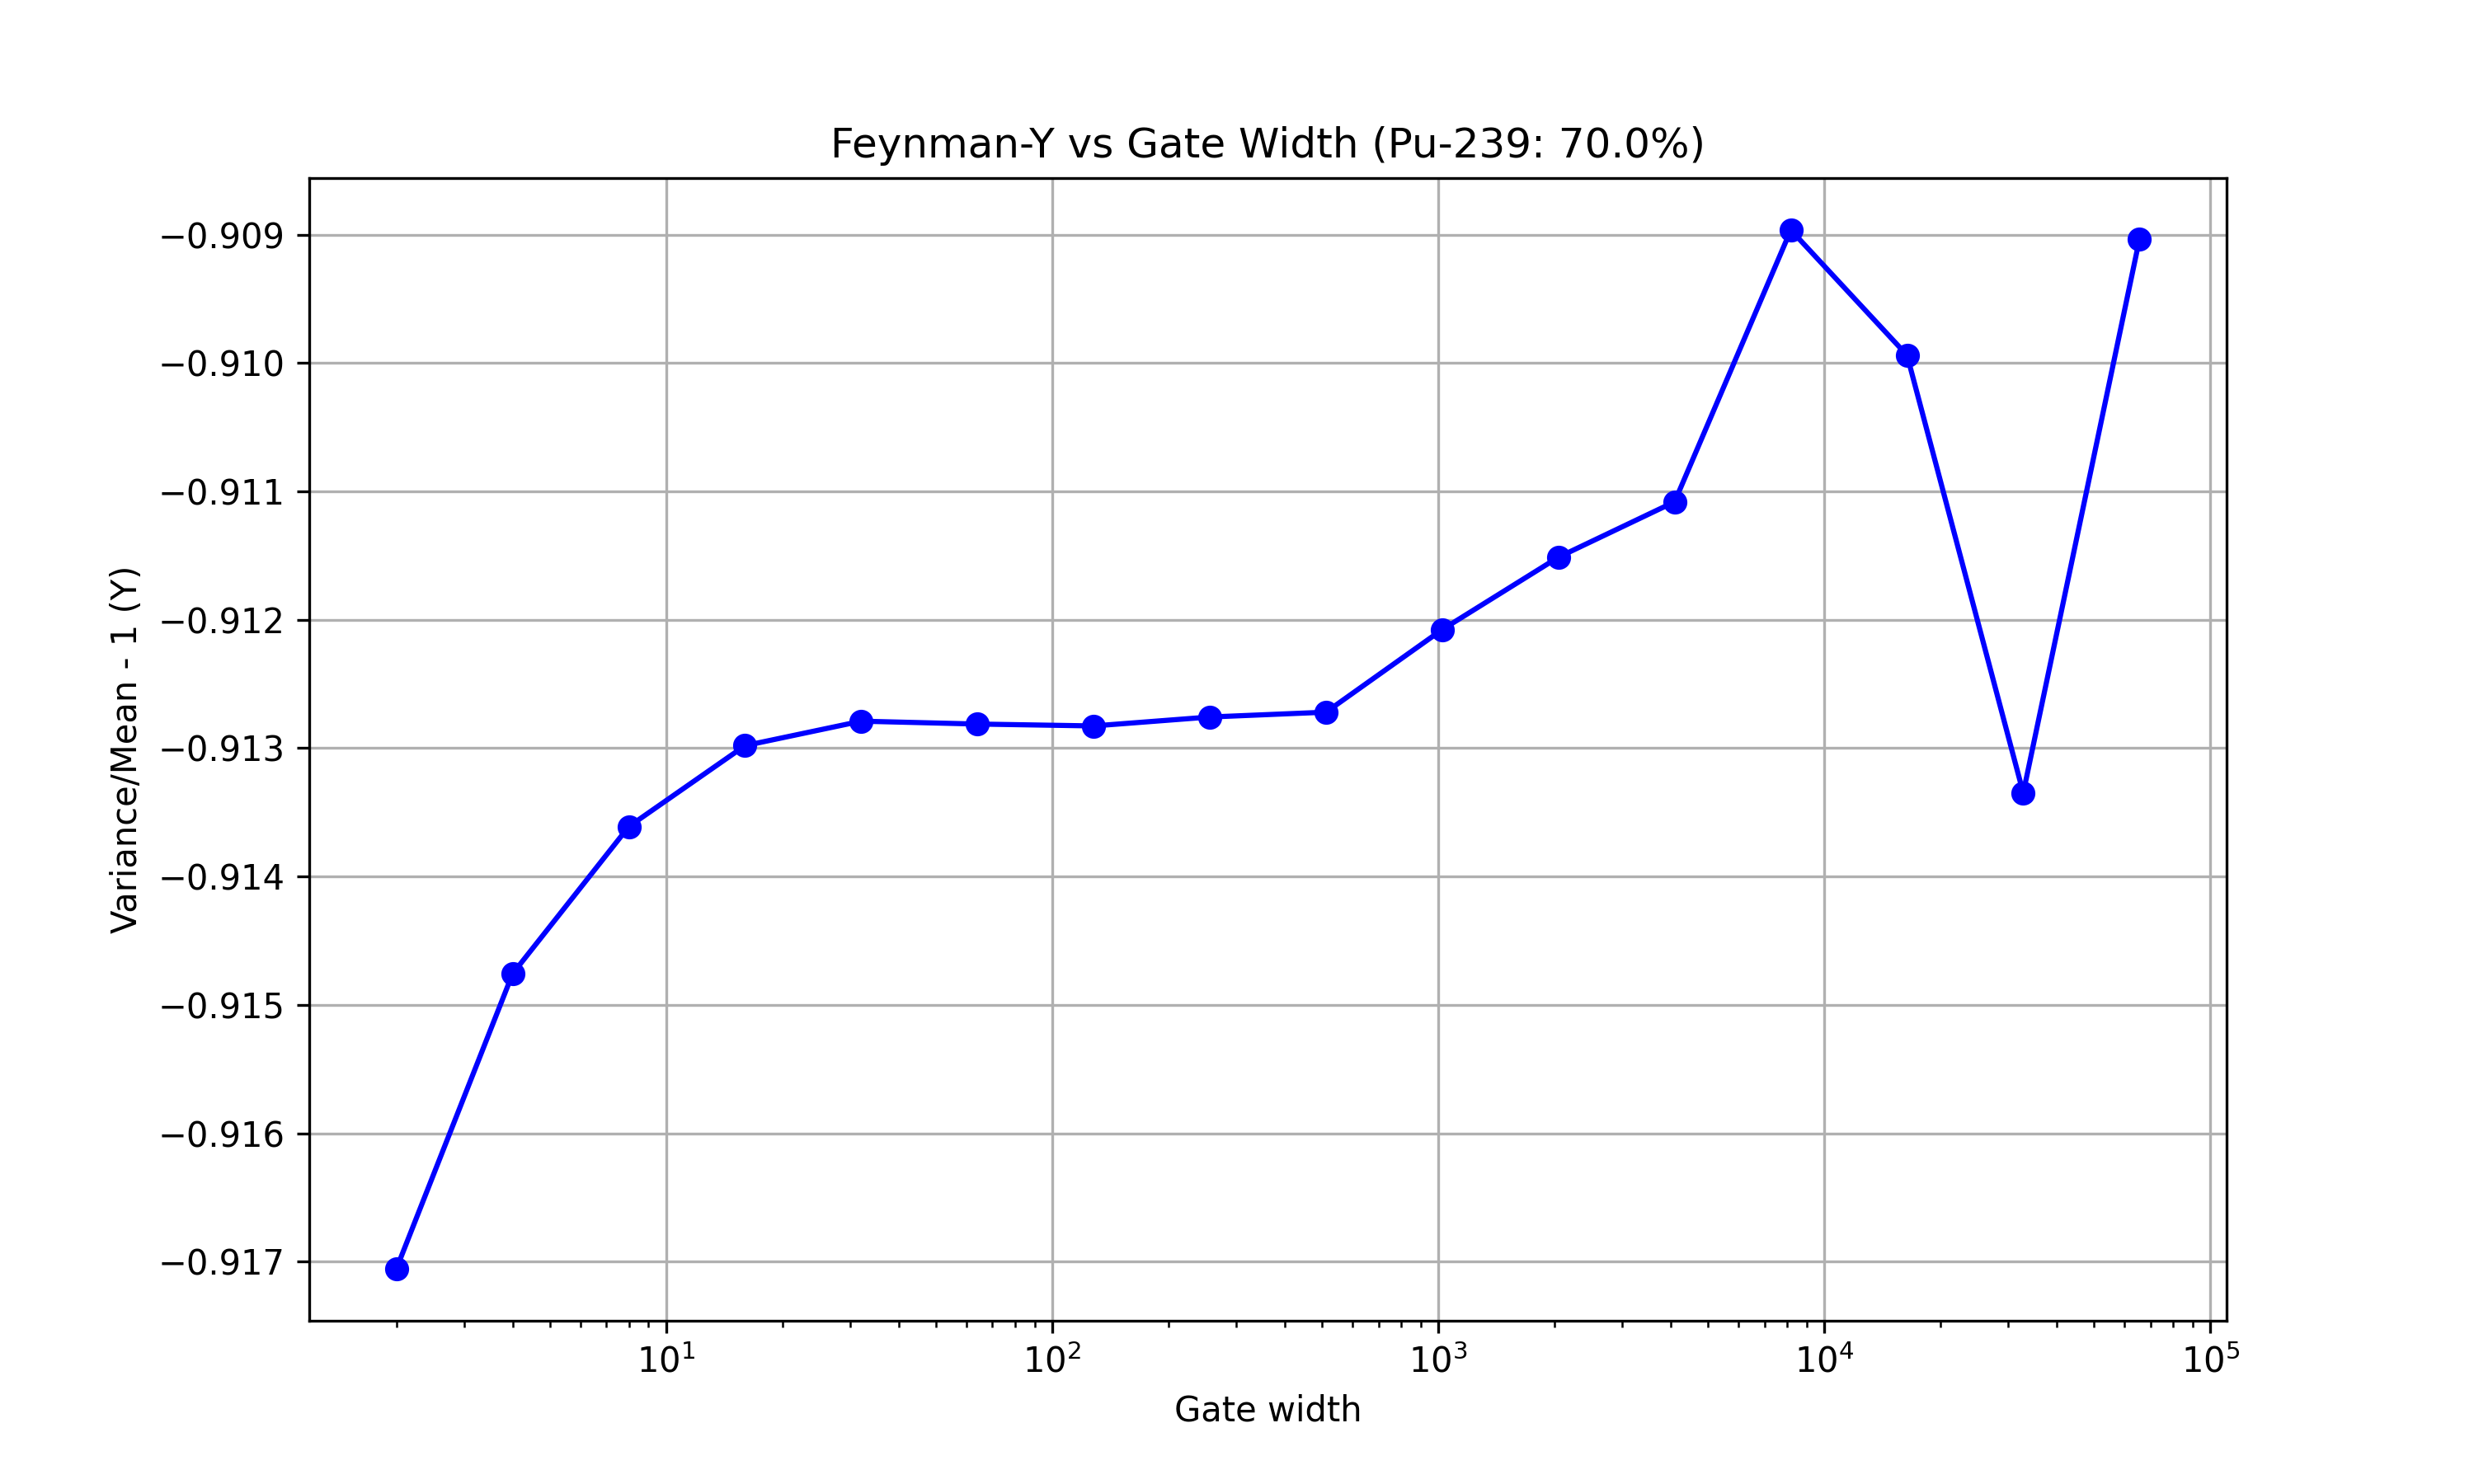 Feynman-Y vs Gate Width (Pu-239: 70.0%)
Variance/Mean - 1 (Y)
−0.909
−0.910
−0.911
−0.912
−0.913
−0.914
−0.915
−0.916
−0.917
10¹ 10² 10³ 10⁴ 10⁵
Gate width